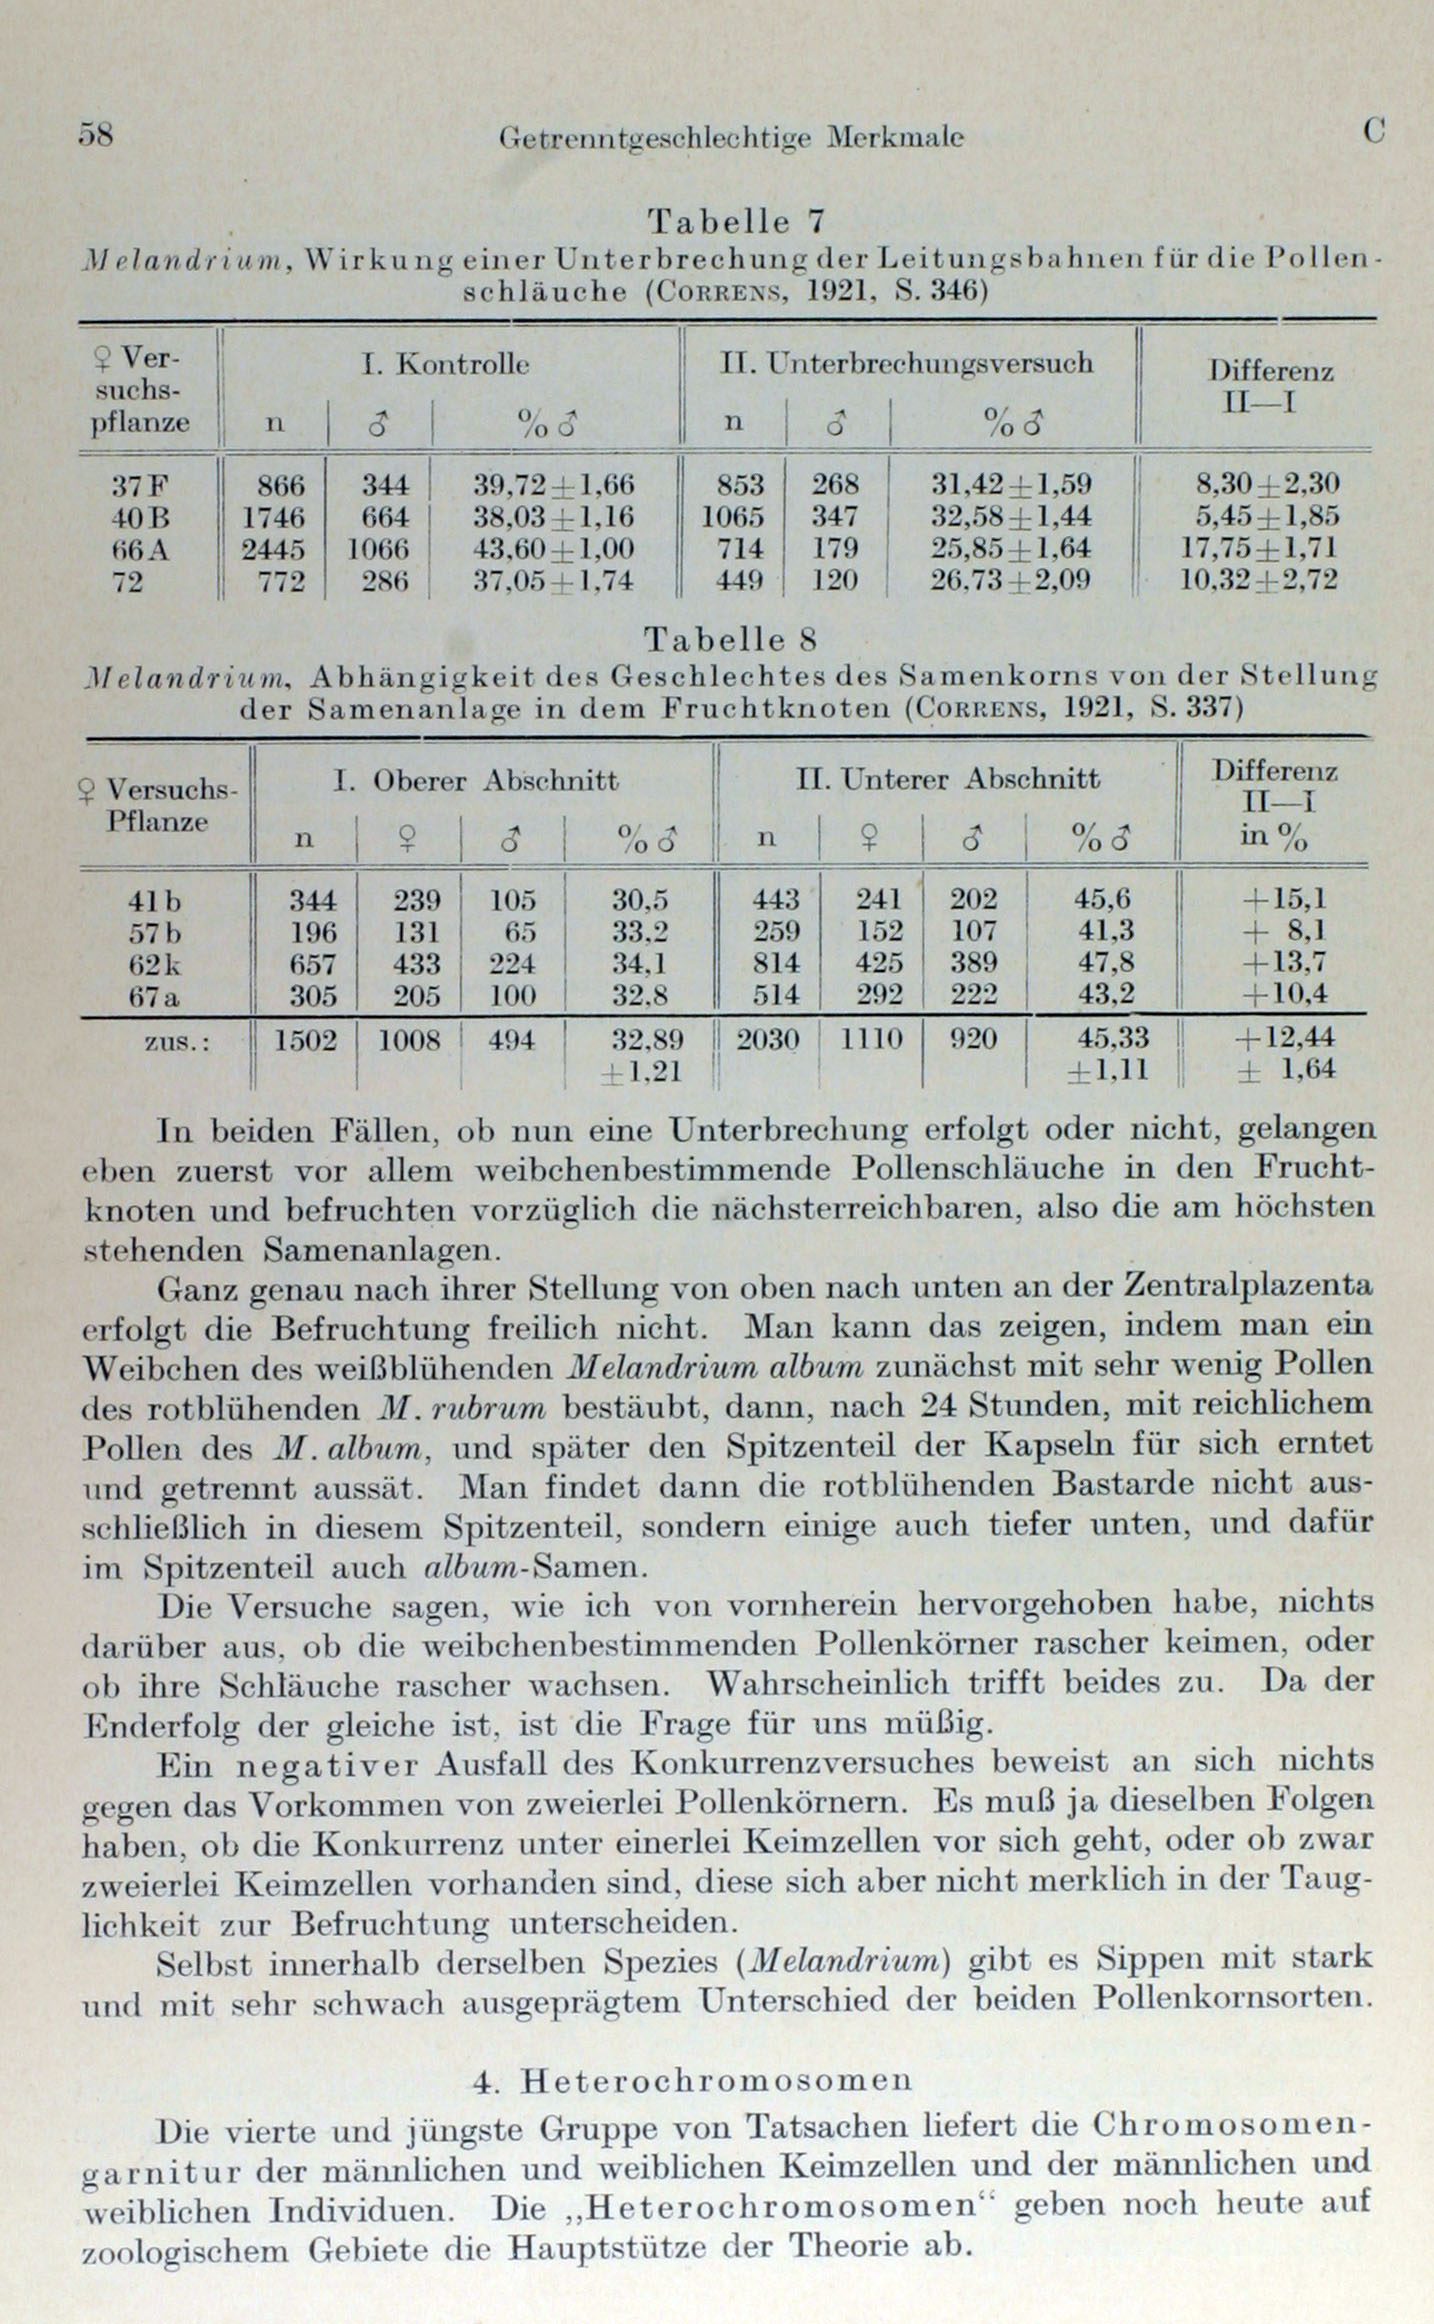 58 Getrenntgeschlechtige Merkmale C
Tabelle 7
Melandrium, Wirkung einer Unterbrechung der Leitungsbahnen für die Pollen-
schläuche (CORRENS, 1921, S. 346)
♀ Ver-
suchs-
pflanze
I. Kontrolle II. Unterbrechungsversuch Differenz
II—I
n ♂ % ♂ n ♂ % ♂
37F 866 344 39,72±1,66 853 268 31,42±1,59 8,30±2,30
40B 1746 664 38,03±1,16 1065 347 32,58±1,44 5,45±1,85
66A 2445 1066 43,60±1,00 714 179 25,85±1,64 17,75±1,71
72 772 286 37,05±1,74 449 120 26,73±2,09 10,32±2,72
Tabelle 8
Melandrium, Abhängigkeit des Geschlechtes des Samenkorns von der Stellung
der Samenanlage in dem Fruchtknoten (CORRENS, 1921, S. 337)
♀ Versuchs-
Pflanze
I. Oberer Abschnitt II. Unterer Abschnitt Differenz
II—I
in %
n ♀ ♂ % ♂ n ♀ ♂ % ♂
41b 344 239 105 30,5 443 241 202 45,6 +15,1
57b 196 131 65 33,2 259 152 107 41,3 + 8,1
62k 657 433 224 34,1 814 425 389 47,8 +13,7
67a 305 205 100 32,8 514 292 222 43,2 +10,4
zus.: 1502 1008 494 32,89 2030 1110 920 45,33 +12,44
±1,21 ±1,11 ± 1,64
In beiden Fällen, ob nun eine Unterbrechung erfolgt oder nicht, gelangen
eben zuerst vor allem weibchenbestimmende Pollenschläuche in den Frucht-
knoten und befruchten vorzüglich die nächsterreichbaren, also die am höchsten
stehenden Samenanlagen.
Ganz genau nach ihrer Stellung von oben nach unten an der Zentralplazenta
erfolgt die Befruchtung freilich nicht. Man kann das zeigen, indem man ein
Weibchen des weißblühenden Melandrium album zunächst mit sehr wenig Pollen
des rotblühenden M. rubrum bestäubt, dann, nach 24 Stunden, mit reichlichem
Pollen des M. album, und später den Spitzenteil der Kapseln für sich erntet
und getrennt aussät. Man findet dann die rotblühenden Bastarde nicht aus-
schließlich in diesem Spitzenteil, sondern einige auch tiefer unten, und dafür
im Spitzenteil auch album-Samen.
Die Versuche sagen, wie ich von vornherein hervorgehoben habe, nichts
darüber aus, ob die weibchenbestimmenden Pollenkörner rascher keimen, oder
ob ihre Schläuche rascher wachsen. Wahrscheinlich trifft beides zu. Da der
Enderfolg der gleiche ist, ist die Frage für uns müßig.
Ein negativer Ausfall des Konkurrenzversuches beweist an sich nichts
gegen das Vorkommen von zweierlei Pollenkörnern. Es muß ja dieselben Folgen
haben, ob die Konkurrenz unter einerlei Keimzellen vor sich geht, oder ob zwar
zweierlei Keimzellen vorhanden sind, diese sich aber nicht merklich in der Taug-
lichkeit zur Befruchtung unterscheiden.
Selbst innerhalb derselben Spezies (Melandrium) gibt es Sippen mit stark
und mit sehr schwach ausgeprägtem Unterschied der beiden Pollenkornsorten.
4. Heterochromosomen
Die vierte und jüngste Gruppe von Tatsachen liefert die Chromosomen-
garnitur der männlichen und weiblichen Keimzellen und der männlichen und
weiblichen Individuen. Die „Heterochromosomen“ geben noch heute auf
zoologischem Gebiete die Hauptstütze der Theorie ab.